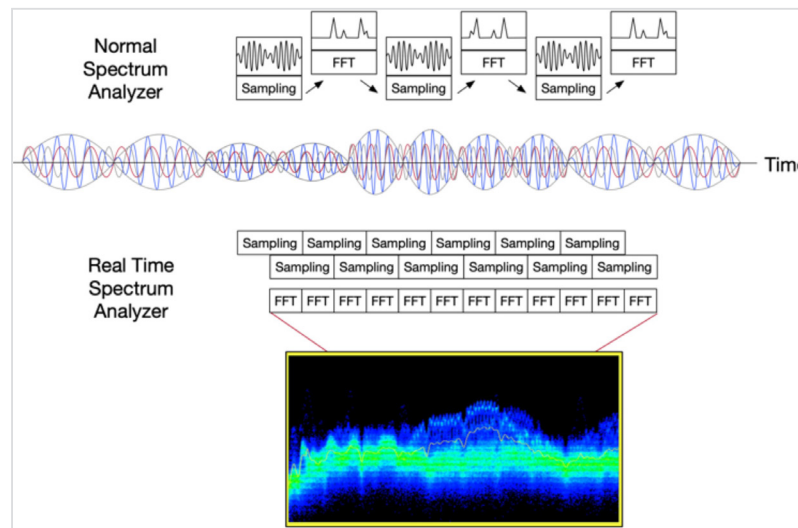 Normal
Spectrum
Analyzer
FFT FFT FFT
Sampling Sampling Sampling
Time
Sampling Sampling Sampling Sampling Sampling Sampling
Sampling Sampling Sampling Sampling Sampling Sampling
Real Time
Spectrum
Analyzer
FFT FFT FFT FFT FFT FFT FFT FFT FFT FFT FFT FFT